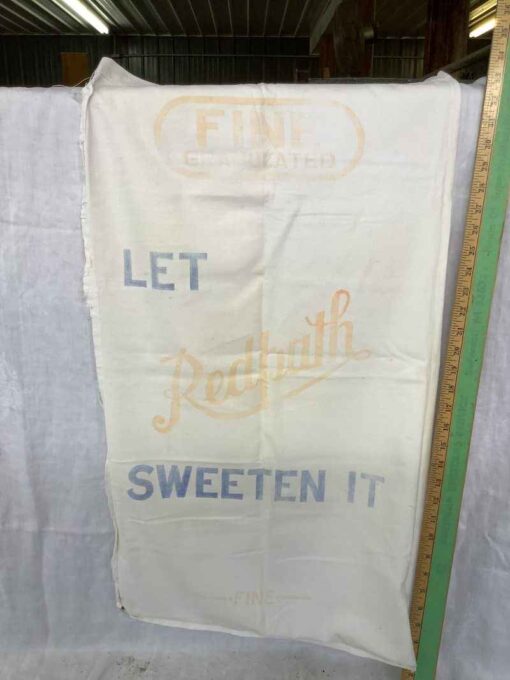 FINE
GRANULATED
LET
Redpath
SWEETEN IT
FINE